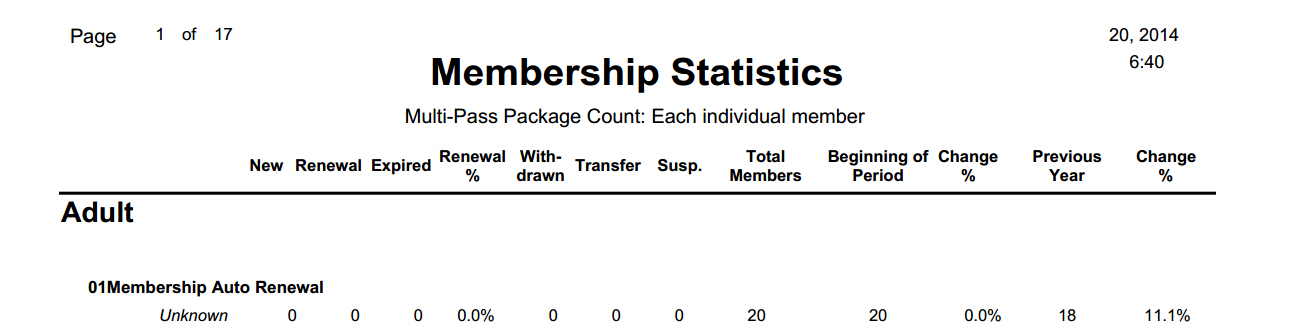 Page 1 of 17 20, 2014
6:40
Membership Statistics
Multi-Pass Package Count: Each individual member
New Renewal Expired Renewal % With-drawn Transfer Susp. Total Members Beginning of Period Change % Previous Year Change %
Adult
01Membership Auto Renewal
Unknown 0 0 0 0.0% 0 0 0 20 20 0.0% 18 11.1%